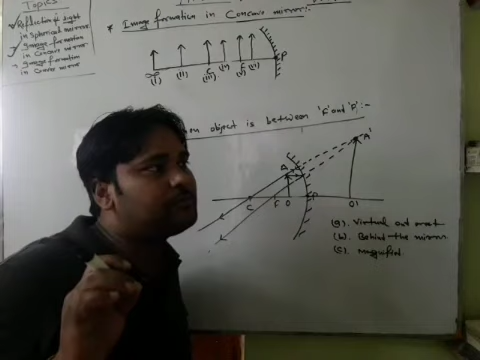 Topics
Reflection of light
in Spherical mirrors
Image formation
in Concave mirror
Image formation
in Convex mirror
* Image formation in Concave mirror:-
P
(I) (II) (III) (IV) (V) (VI)
object is between 'F' and 'P':-
A A'
C F O P O1
(a). Virtual and erect
(b). Behind the mirror
(c). Magnified